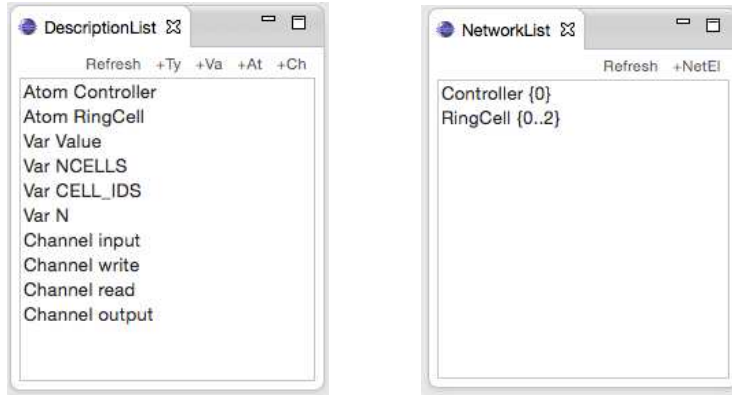 DescriptionList
Refresh +Ty +Va +At +Ch
Atom Controller
Atom RingCell
Var Value
Var NCELLS
Var CELL_IDS
Var N
Channel input
Channel write
Channel read
Channel output
NetworkList
Refresh +NetEl
Controller {0}
RingCell {0..2}